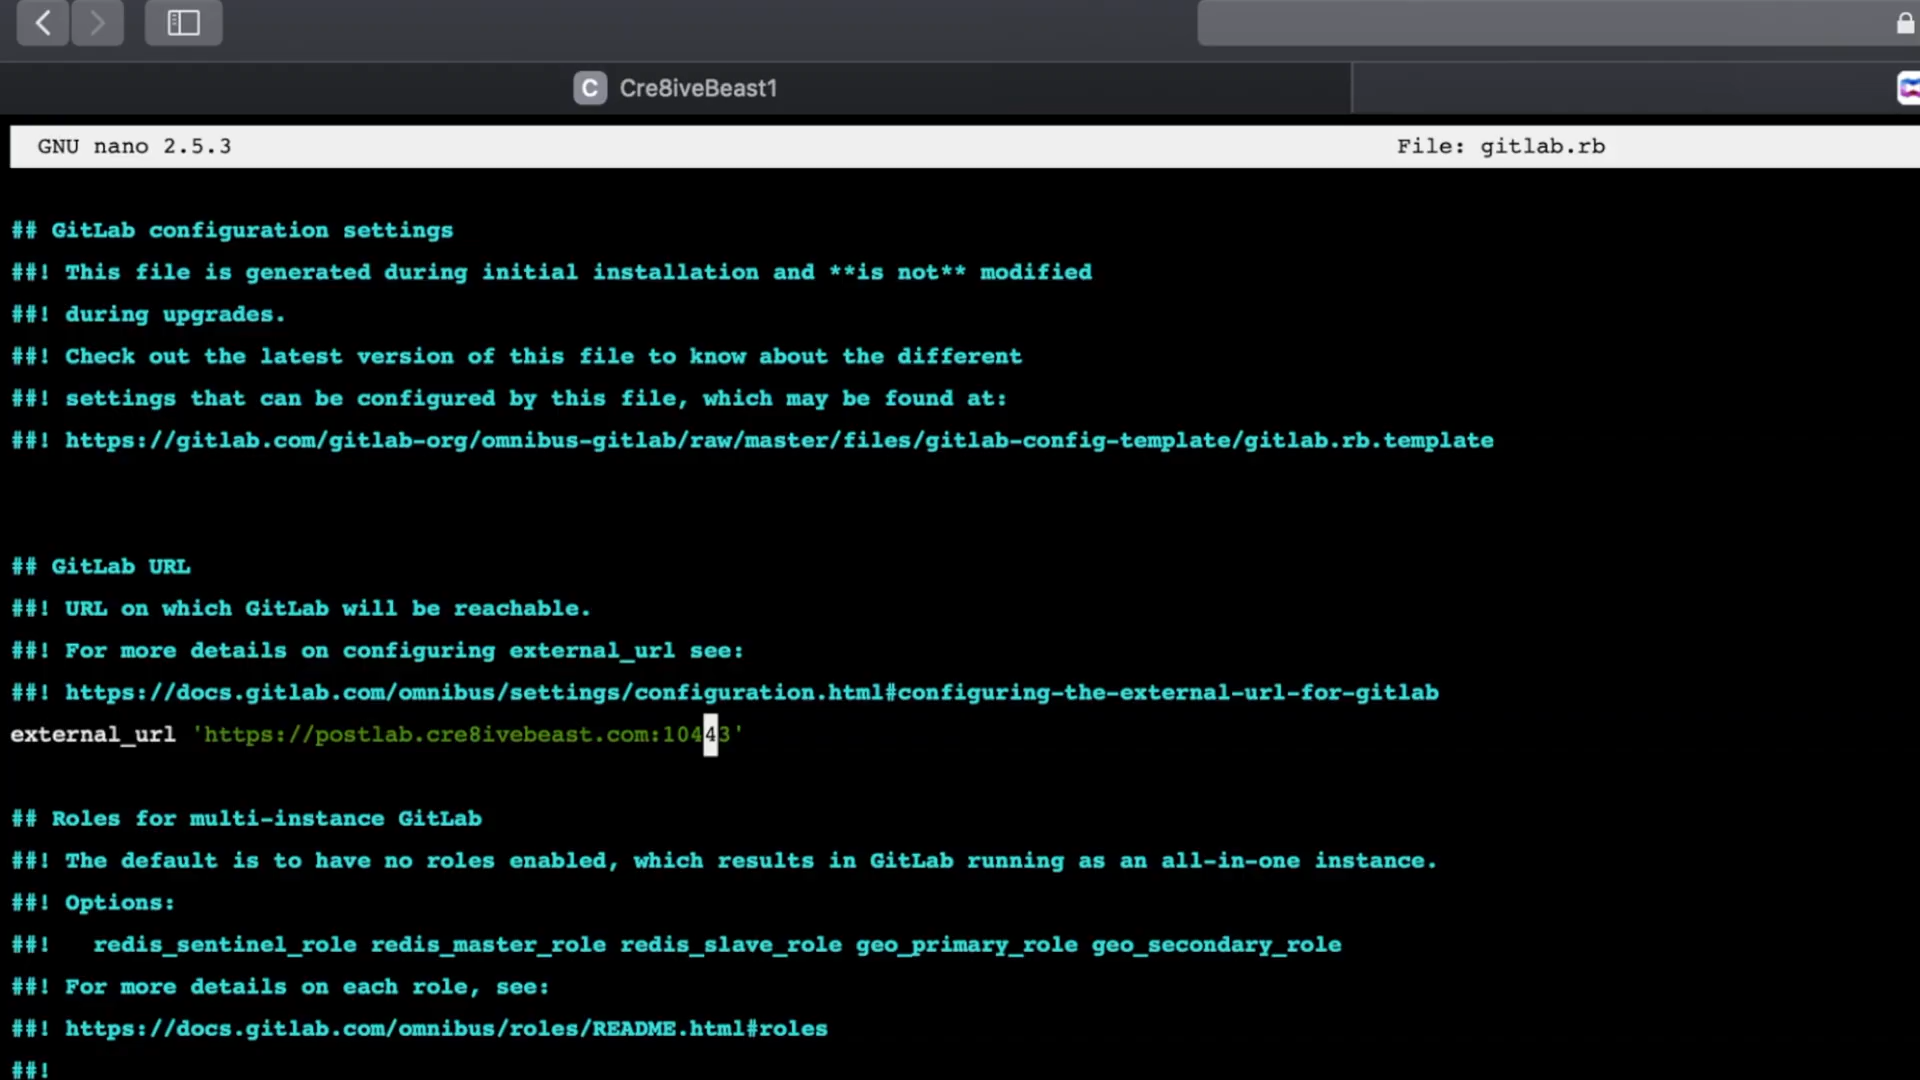 C Cre8iveBeast1
GNU nano 2.5.3 File: gitlab.rb
## GitLab configuration settings
##! This file is generated during initial installation and **is not** modified
##! during upgrades.
##! Check out the latest version of this file to know about the different
##! settings that can be configured by this file, which may be found at:
##! https://gitlab.com/gitlab-org/omnibus-gitlab/raw/master/files/gitlab-config-template/gitlab.rb.template
## GitLab URL
##! URL on which GitLab will be reachable.
##! For more details on configuring external_url see:
##! https://docs.gitlab.com/omnibus/settings/configuration.html#configuring-the-external-url-for-gitlab
external_url 'https://postlab.cre8ivebeast.com:10443'
## Roles for multi-instance GitLab
##! The default is to have no roles enabled, which results in GitLab running as an all-in-one instance.
##! Options:
##!   redis_sentinel_role redis_master_role redis_slave_role geo_primary_role geo_secondary_role
##! For more details on each role, see:
##! https://docs.gitlab.com/omnibus/roles/README.html#roles
##!